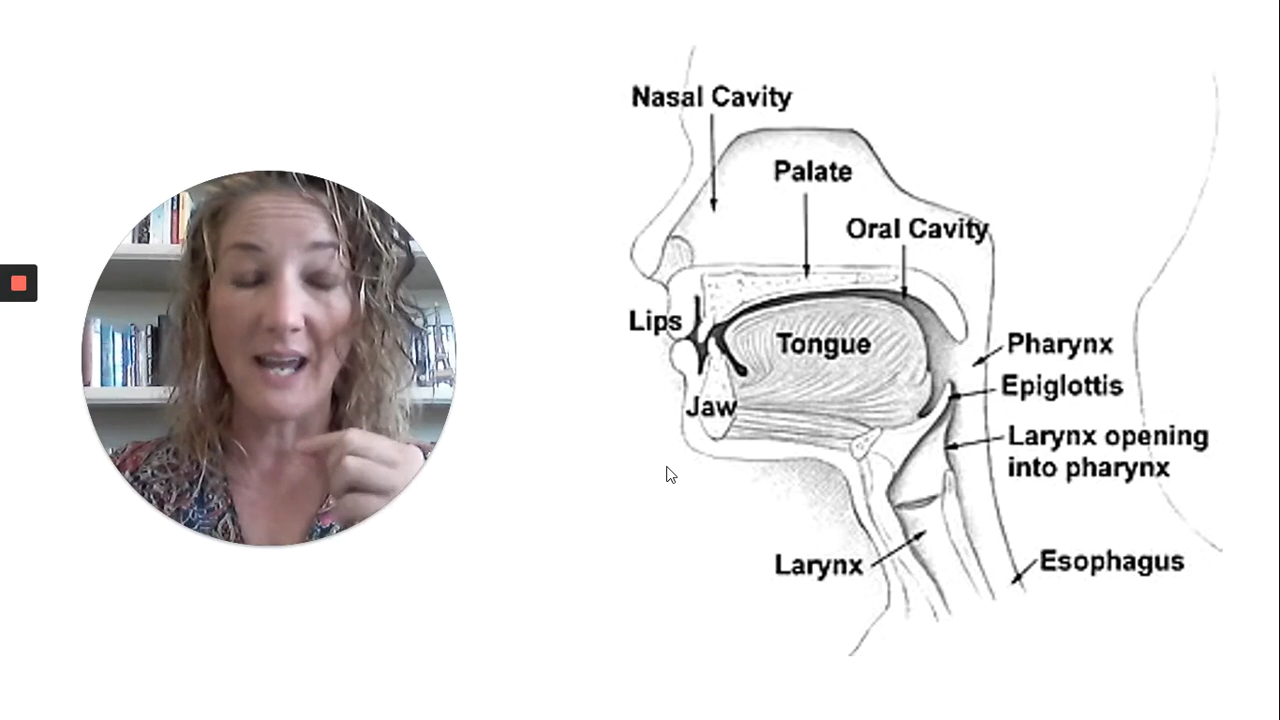 Nasal Cavity
Palate
Oral Cavity
Lips
Tongue
Pharynx
Epiglottis
Jaw
Larynx opening
into pharynx
Larynx
Esophagus